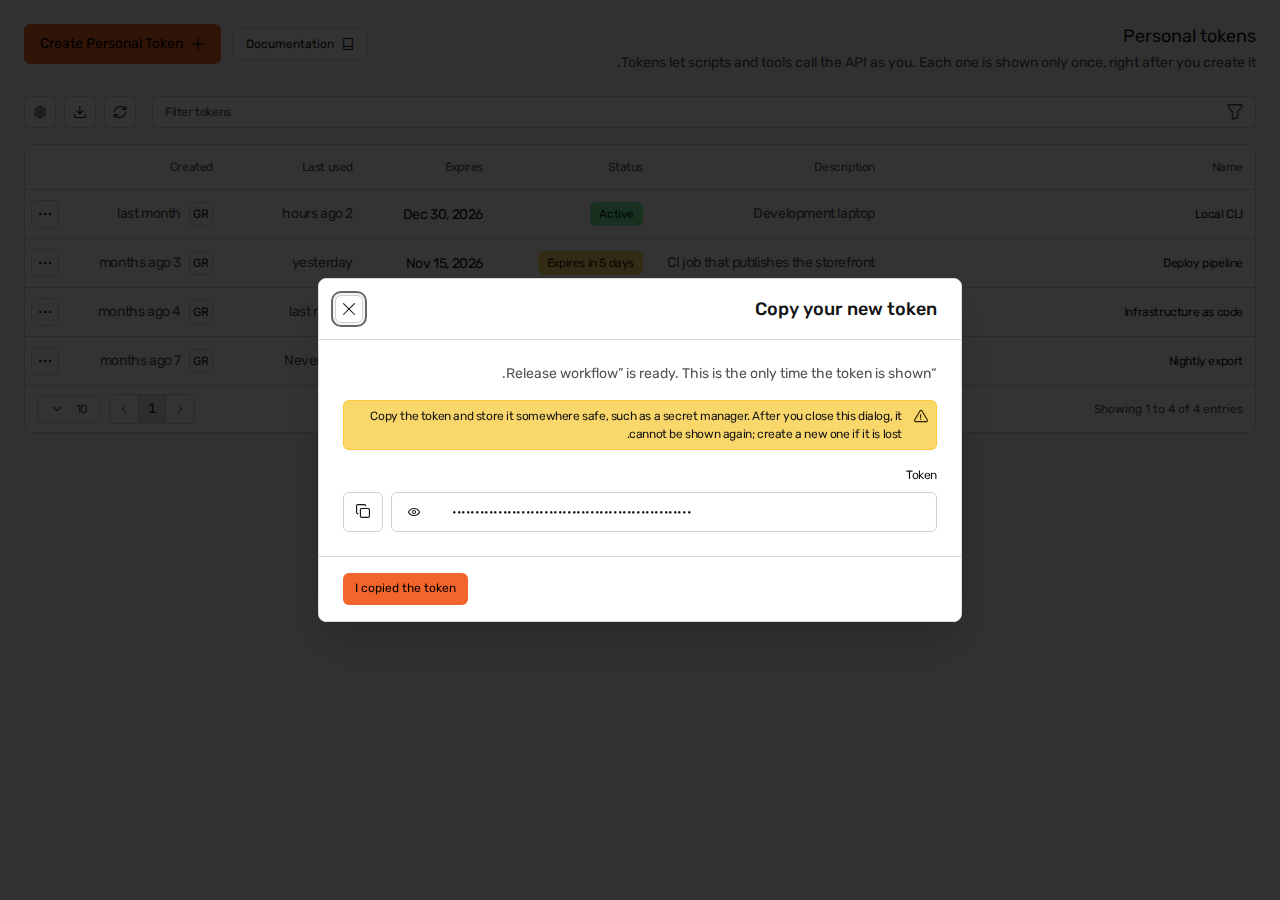 Personal tokens
Create Personal Token
Documentation
.Tokens let scripts and tools call the API as you. Each one is shown only once, right after you create it
Filter tokens
Name
Description
Status
Expires
Last used
Created
Local CLI
Development laptop
Active
Dec 30, 2026
hours ago 2
GR
last month
Deploy pipeline
CI job that publishes the storefront
Expires in 5 days
Nov 15, 2026
yesterday
GR
months ago 3
Infrastructure as code
GR
months ago 4
Nightly export
GR
months ago 7
Showing 1 to 4 of 4 entries
1
10
Copy your new token
.Release workflow” is ready. This is the only time the token is shown“
Copy the token and store it somewhere safe, such as a secret manager. After you close this dialog, it
.cannot be shown again; create a new one if it is lost
Token
I copied the token